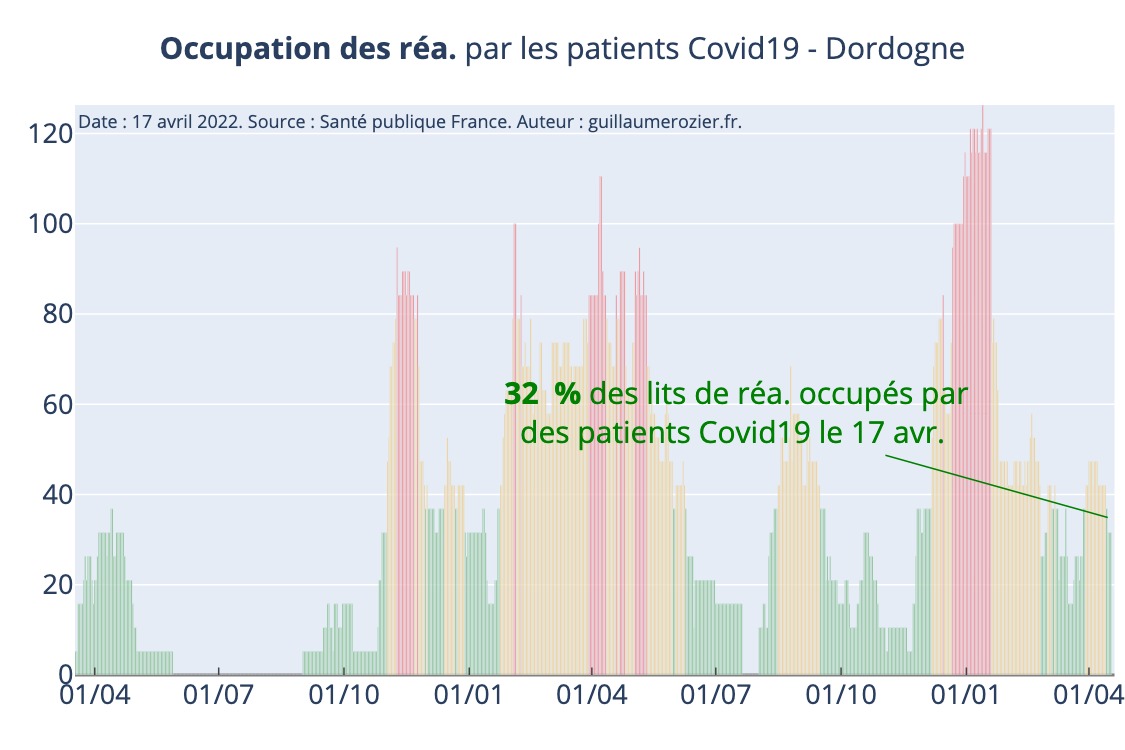 Occupation des réa. par les patients Covid19 - Dordogne
Date : 17 avril 2022. Source : Santé publique France. Auteur : guillaumerozier.fr.
120
100
80
60
40
20
0
32 % des lits de réa. occupés par
des patients Covid19 le 17 avr.
01/04 01/07 01/10 01/01 01/04 01/07 01/10 01/01 01/04